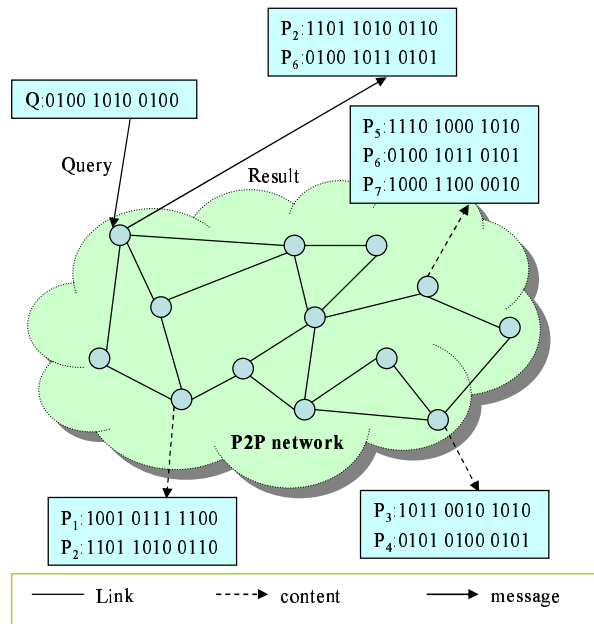 P2:1101 1010 0110
P6:0100 1011 0101
Q:0100 1010 0100
P5:1110 1000 1010
P6:0100 1011 0101
P7:1000 1100 0010
Query
Result
P2P network
P1:1001 0111 1100
P2:1101 1010 0110
P3:1011 0010 1010
P4:0101 0100 0101
Link content message